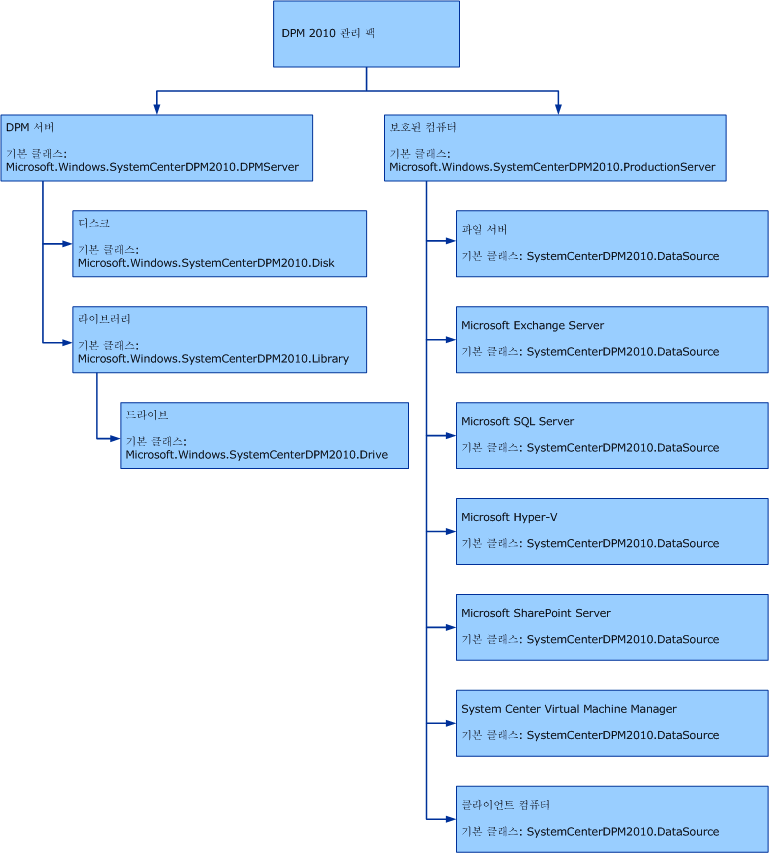 DPM 2010 관리 팩
DPM 서버
기본 클래스:
Microsoft.Windows.SystemCenterDPM2010.DPMServer
디스크
기본 클래스:
Microsoft.Windows.SystemCenterDPM2010.Disk
라이브러리
기본 클래스:
Microsoft.Windows.SystemCenterDPM2010.Library
드라이브
기본 클래스:
Microsoft.Windows.SystemCenterDPM2010.Drive
보호된 컴퓨터
기본 클래스:
Microsoft.Windows.SystemCenterDPM2010.ProductionServer
파일 서버
기본 클래스: SystemCenterDPM2010.DataSource
Microsoft Exchange Server
기본 클래스: SystemCenterDPM2010.DataSource
Microsoft SQL Server
기본 클래스: SystemCenterDPM2010.DataSource
Microsoft Hyper-V
기본 클래스: SystemCenterDPM2010.DataSource
Microsoft SharePoint Server
기본 클래스: SystemCenterDPM2010.DataSource
System Center Virtual Machine Manager
기본 클래스: SystemCenterDPM2010.DataSource
클라이언트 컴퓨터
기본 클래스: SystemCenterDPM2010.DataSource